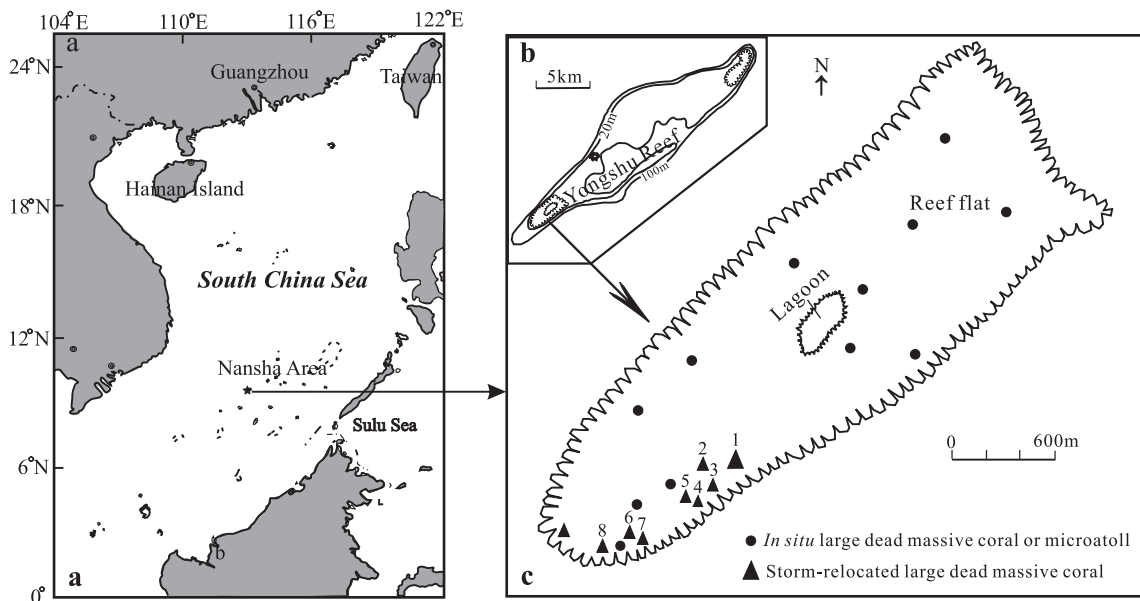 104°E 110°E 116°E 122°E
a
24°N
Guangzhou
Taiwan
Hainan Island
18°N
South China Sea
12°N
Nansha Area
Sulu Sea
6°N
b
0°
a
b
5km
20m
Yongshu Reef
100m
N
Reef flat
Lagoon
0 600m
1
2
3
5
4
6
7
8
In situ large dead massive coral or microatoll
Storm-relocated large dead massive coral
c